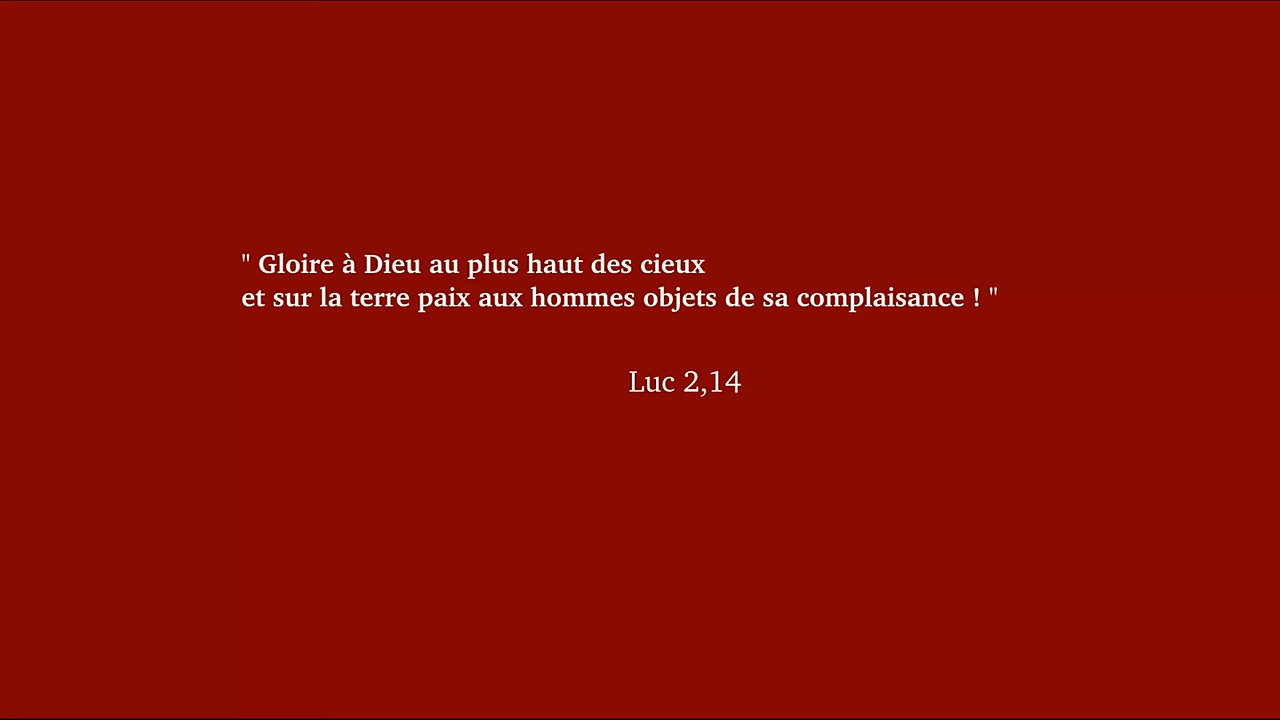 " Gloire à Dieu au plus haut des cieux
et sur la terre paix aux hommes objets de sa complaisance ! "
Luc 2,14